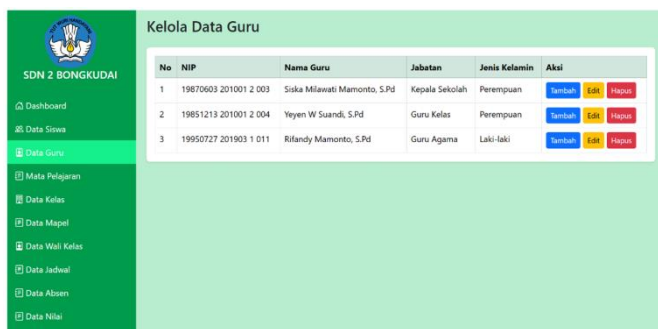 Kelola Data Guru
SDN 2 BONGKUDAI
Dashboard
Data Siswa
Data Guru
Mata Pelajaran
Data Kelas
Data Mapel
Data Wali Kelas
Data Jadwal
Data Absen
Data Nilai
No NIP Nama Guru Jabatan Jenis Kelamin Aksi
1 19870603 201001 2 003 Siska Milawati Mamonto, S.Pd Kepala Sekolah Perempuan Tambah Edit Hapus
2 19851213 201001 2 004 Yeyen W Suandi, S.Pd Guru Kelas Perempuan Tambah Edit Hapus
3 19950727 201903 1 011 Rifandy Mamonto, S.Pd Guru Agama Laki-laki Tambah Edit Hapus